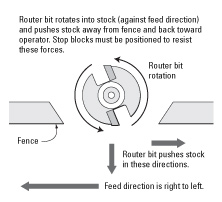 Router bit rotates into stock (against feed direction)
and pushes stock away from fence and back toward
operator. Stop blocks must be positioned to resist
these forces.
Router bit
rotation
Fence
Router bit pushes stock
in these directions.
Feed direction is right to left.